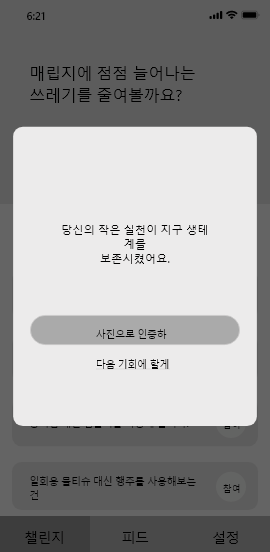 6:21
매립지에 점점 늘어나는
쓰레기를 줄여볼까요?
당신의 작은 실천이 지구 생태
계를
보존시켰어요.
사진으로 인증하
다음 기회에 할게
일회용 물티슈 대신 행주를 사용해보는
건
참여
챌린지
피드
설정